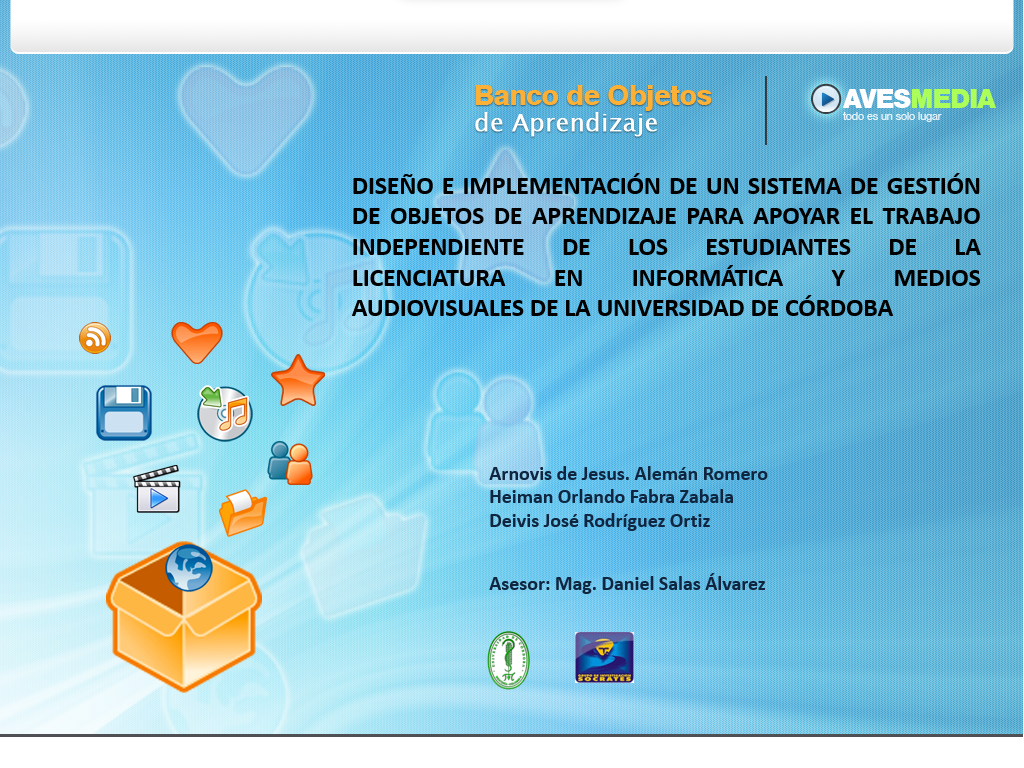 Banco de Objetos
de Aprendizaje
AVESMEDIA
todo es un solo lugar
DISEÑO E IMPLEMENTACIÓN DE UN SISTEMA DE GESTIÓN
DE OBJETOS DE APRENDIZAJE PARA APOYAR EL TRABAJO
INDEPENDIENTE DE LOS ESTUDIANTES DE LA
LICENCIATURA EN INFORMÁTICA Y MEDIOS
AUDIOVISUALES DE LA UNIVERSIDAD DE CÓRDOBA
Arnovis de Jesus. Alemán Romero
Heiman Orlando Fabra Zabala
Deivis José Rodríguez Ortiz
Asesor: Mag. Daniel Salas Álvarez
SOCRATES